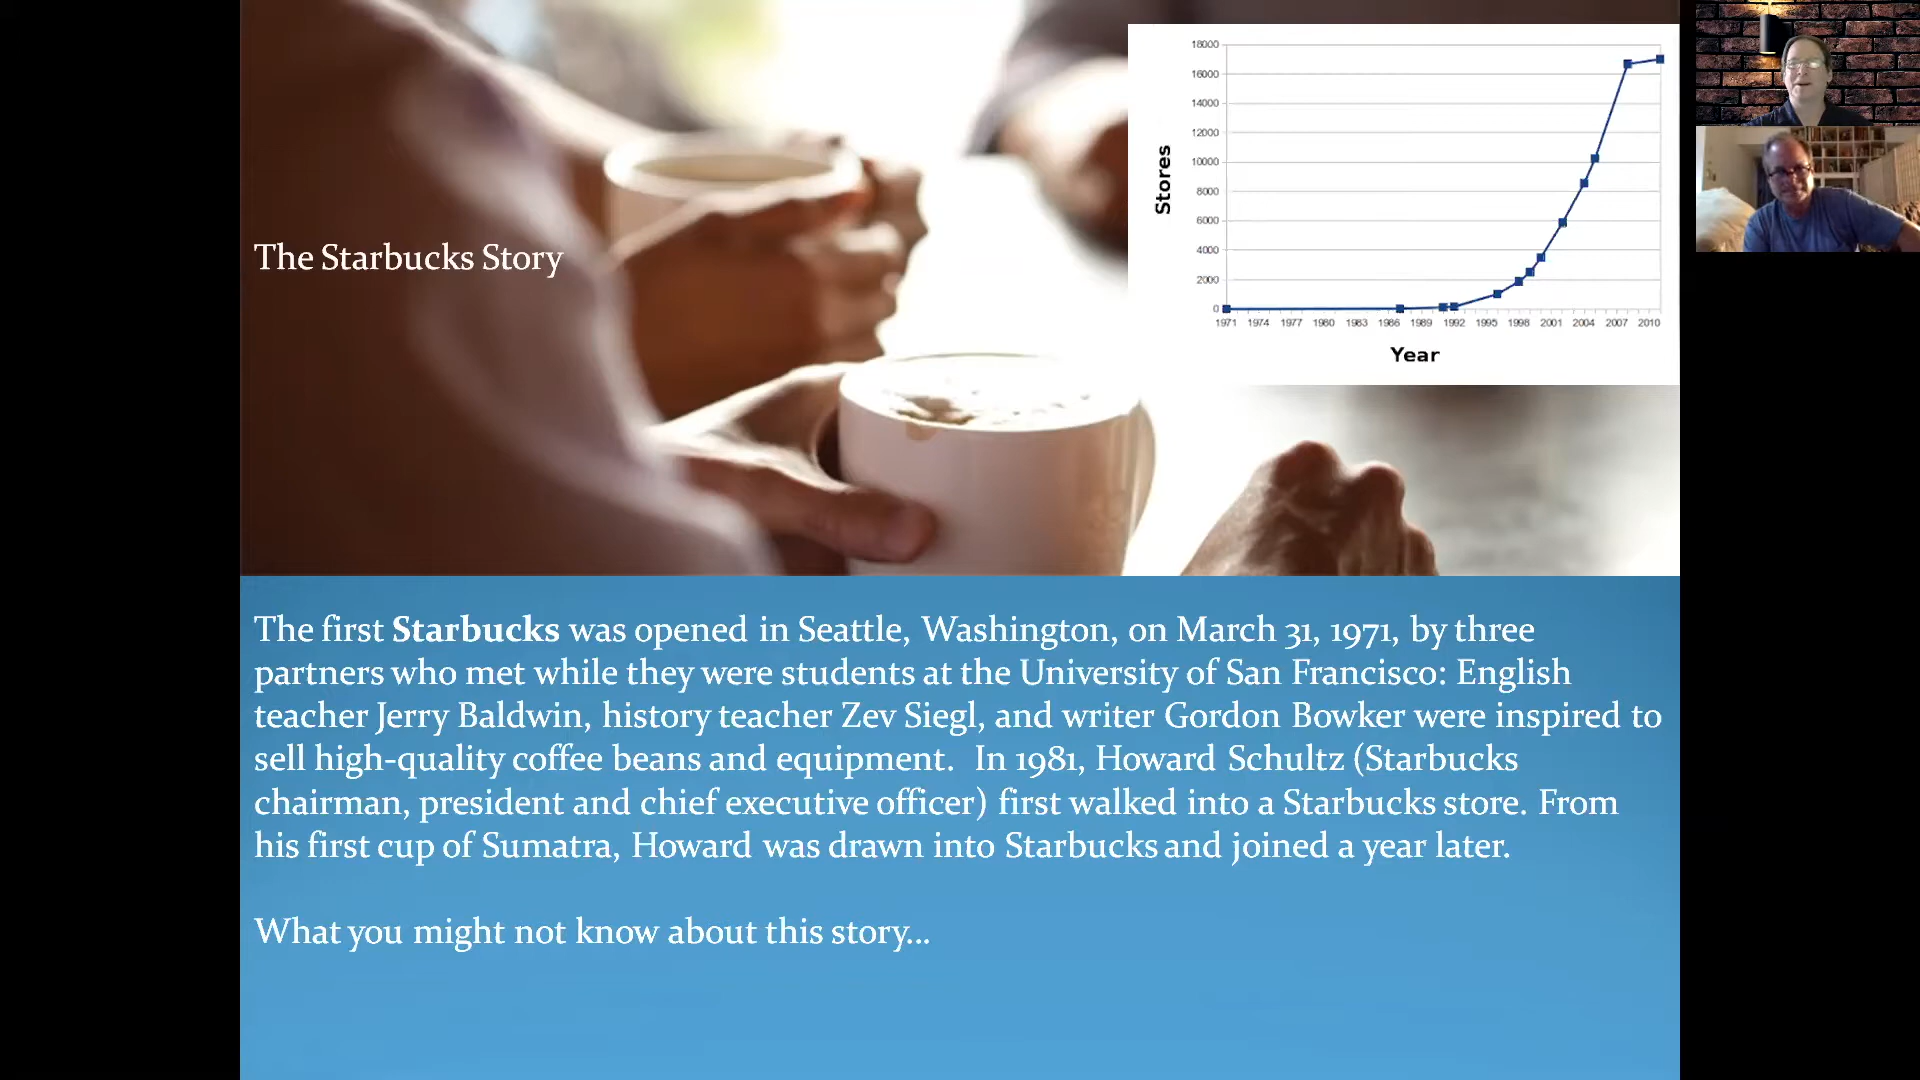 The Starbucks Story
18000
16000
14000
12000
10000
8000
6000
4000
2000
0
Stores
1971 1974 1977 1980 1983 1986 1989 1992 1995 1998 2001 2004 2007 2010
Year
The first Starbucks was opened in Seattle, Washington, on March 31, 1971, by three
partners who met while they were students at the University of San Francisco: English
teacher Jerry Baldwin, history teacher Zev Siegl, and writer Gordon Bowker were inspired to
sell high-quality coffee beans and equipment. In 1981, Howard Schultz (Starbucks
chairman, president and chief executive officer) first walked into a Starbucks store. From
his first cup of Sumatra, Howard was drawn into Starbucks and joined a year later.
What you might not know about this story...